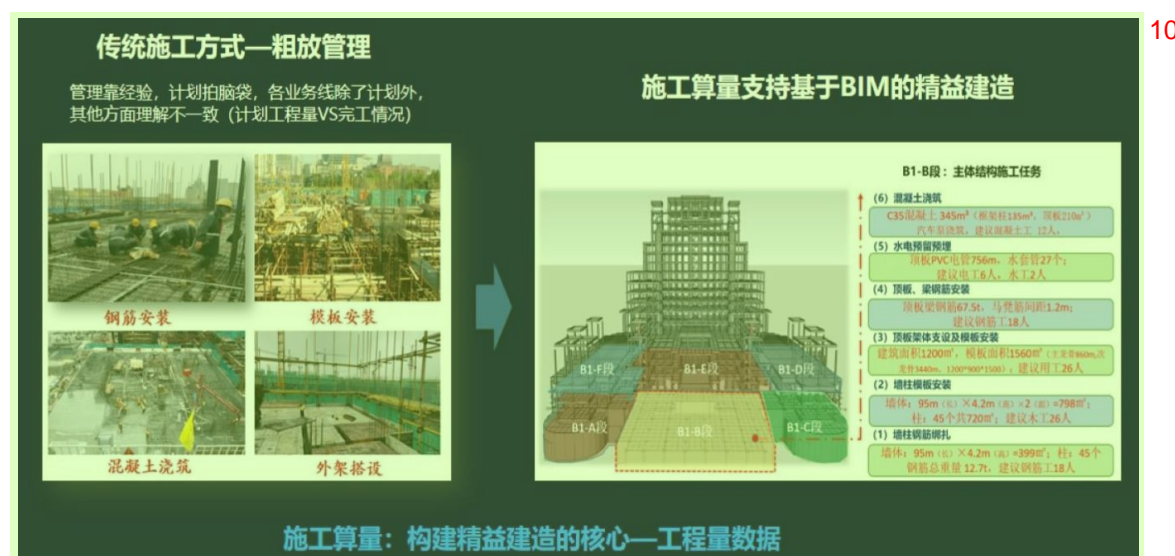 10
传统施工方式—粗放管理
管理靠经验，计划拍脑袋，各业务线除了计划外，
其他方面理解不一致（计划工程量VS完工情况）
钢筋安装
模板安装
混凝土浇筑
外架搭设
施工算量支持基于BIM的精益建造
B1-F段
B1-E段
B1-D段
B1-A段
B1-B段
B1-C段
B1-B段：主体结构施工任务
（6）混凝土浇筑
C35混凝土 345m³（框架柱135m³，顶板210m³）
汽车泵浇筑，建议混凝土工 12人，
（5）水电预留预埋
顶板PVC电管756m，水套管27个；
建议电工6人，水工2人
（4）顶板、梁钢筋安装
顶板梁钢筋67.5t，马凳筋间距1.2m；
建议钢筋工18人
（3）顶板架体支设及模板安装
建筑面积1200㎡，模板面积1560㎡（主龙骨860m,次
龙骨3440m，1200*900*1500）；建议用工26人
（2）墙柱模板安装
墙体：95m（长）×4.2m（高）×2（面）=798㎡；
柱：45个共720㎡；建议木工26人
（1）墙柱钢筋绑扎
墙体：95m（长）×4.2m（高）=399㎡；柱：45个
钢筋总重量 12.7t，建议钢筋工18人
施工算量：构建精益建造的核心—工程量数据